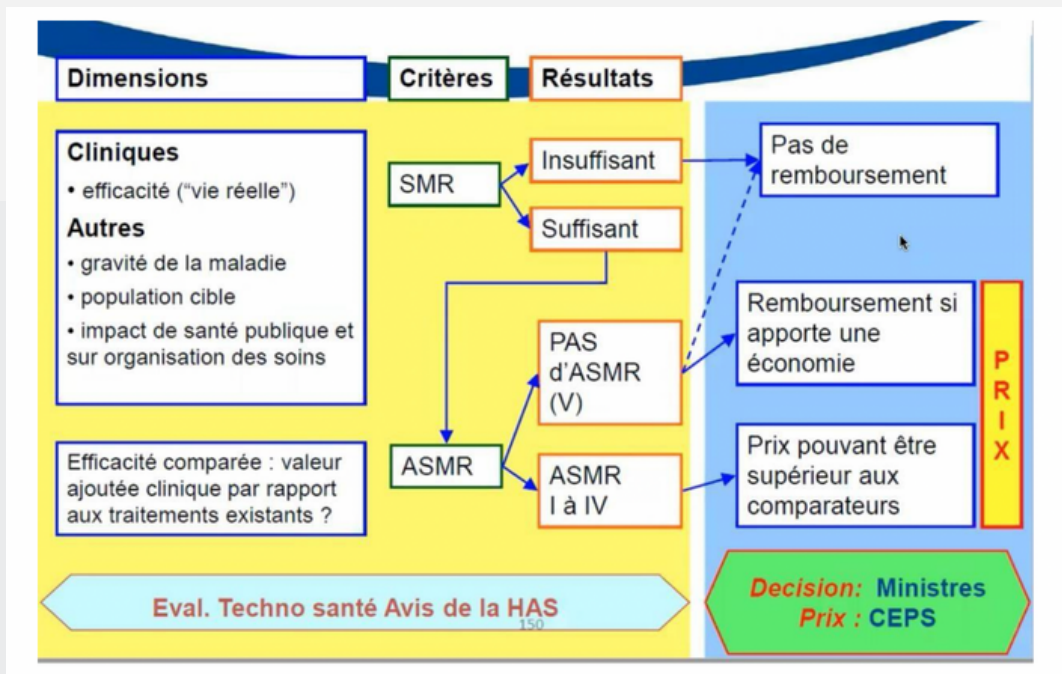 Dimensions
Critères
Résultats
Cliniques
• efficacité (“vie réelle”)
Autres
• gravité de la maladie
• population cible
• impact de santé publique et
sur organisation des soins
SMR
Insuffisant
Suffisant
Pas de
remboursement
PAS
d’ASMR
(V)
Remboursement si
apporte une
économie
Efficacité comparée : valeur
ajoutée clinique par rapport
aux traitements existants ?
ASMR
ASMR
I à IV
Prix pouvant être
supérieur aux
comparateurs
P
R
I
X
Eval. Techno santé Avis de la HAS
150
Decision: Ministres
Prix : CEPS